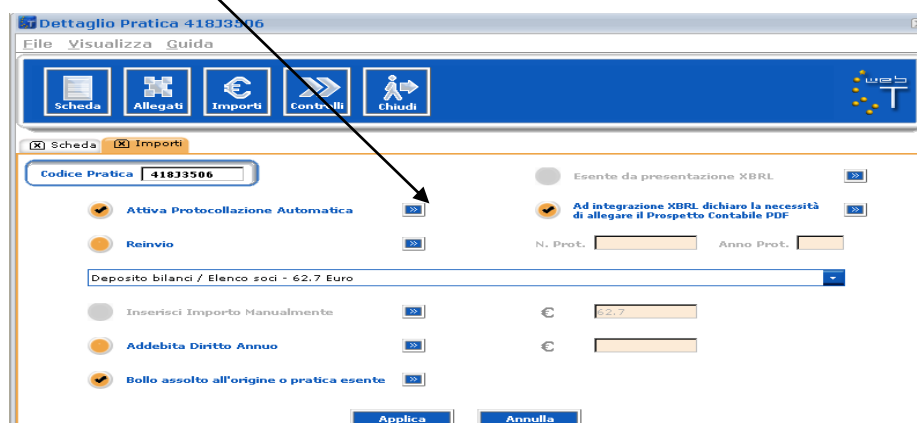 Dettaglio Pratica 418J3506
File Visualizza Guida
Scheda Allegati Importi Controlli Chiudi
web T
Scheda Importi
Codice Pratica 418J3506
Esente da presentazione XBRL
Attiva Protocollazione Automatica
Ad integrazione XBRL dichiaro la necessità
di allegare il Prospetto Contabile PDF
Reinvio
N. Prot. Anno Prot.
Deposito bilanci / Elenco soci - 62.7 Euro
Inserisci Importo Manualmente € 62.7
Addebita Diritto Annuo €
Bollo assolto all'origine o pratica esente
Applica Annulla